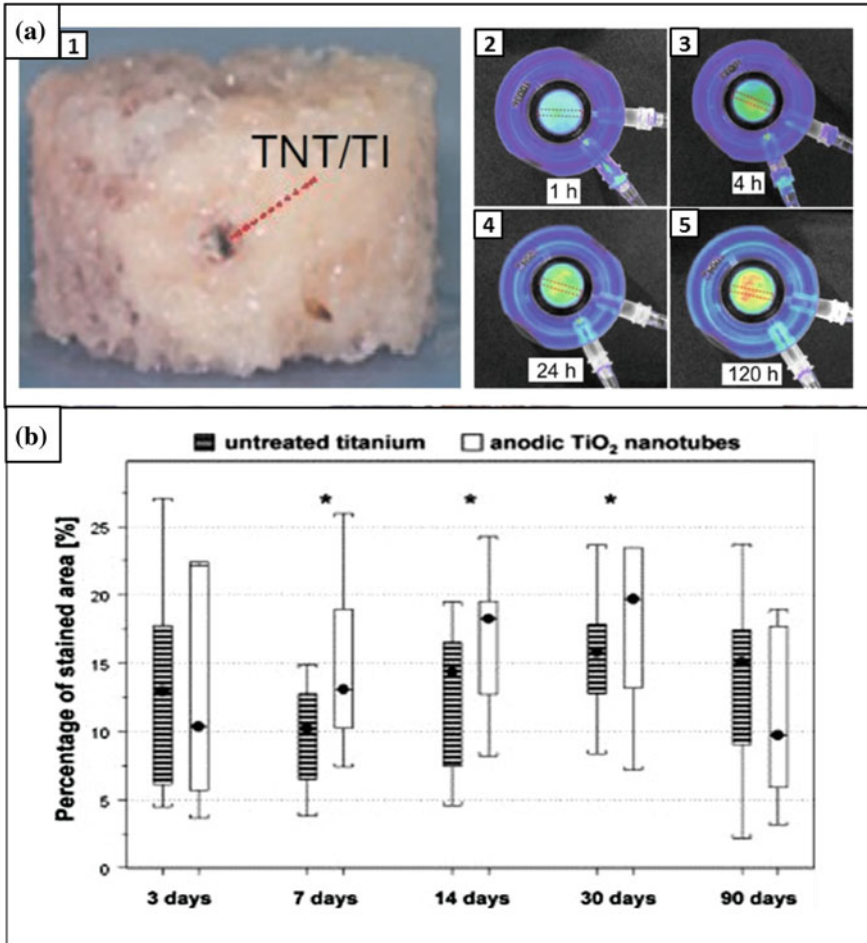 (a)
1
TNT/TI
2
1 h
3
4 h
4
24 h
5
120 h
(b)
untreated titanium anodic TiO₂ nanotubes
Percentage of stained area [%]
25
20
15
10
5
0
* * *
3 days 7 days 14 days 30 days 90 days